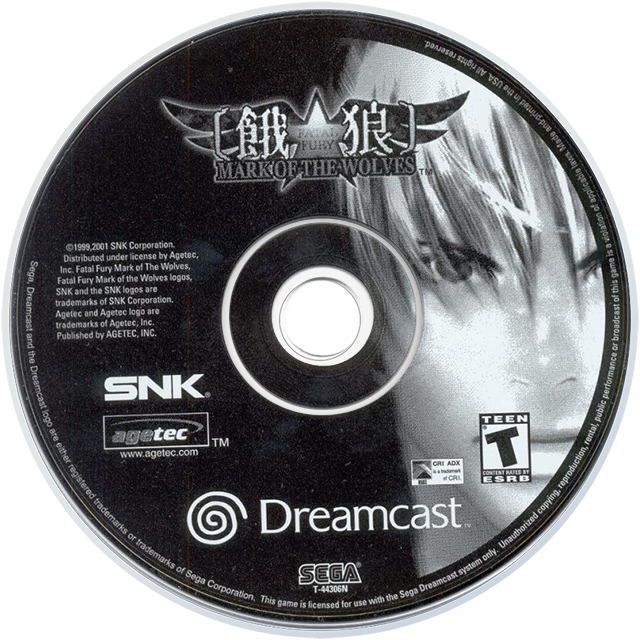 餓狼
FATAL
FURY
MARK OF THE WOLVES™
©1999,2001 SNK Corporation.
Distributed under license by Agetec,
Inc. Fatal Fury Mark of The Wolves,
Fatal Fury Mark of the Wolves logos,
SNK and the SNK logos are
trademarks of SNK Corporation.
Agetec and Agetec logo are
trademarks of Agetec, Inc.
Published by AGETEC, INC.
SNK®
agetec™
www.agetec.com
TEEN
T
CONTENT RATED BY
ESRB
CRI ADX
is a trademark
of CRI.
Dreamcast™
SEGA
T-44306N
Sega, Dreamcast and the Dreamcast logo are either registered trademarks or trademarks of Sega Corporation. This game is licensed for use with the Sega Dreamcast system only. Unauthorized copying, reproduction, rental, public performance or broadcast of this game is a violation of applicable laws. Made and printed in the USA. All rights reserved.